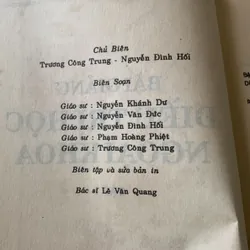 Chủ Biên
Trương Công Trung - Nguyễn Đình Hối
Biên Soạn
Giáo sư : Nguyễn Khánh Dư
Giáo sư : Nguyễn Văn Đức
Giáo sư : Nguyễn Đình Hối
Giáo sư : Phạm Hoàng Phiệt
Giáo sư : Trương Công Trung
Biên tập và sửa bản in
Bác sĩ Lê Văn Quang